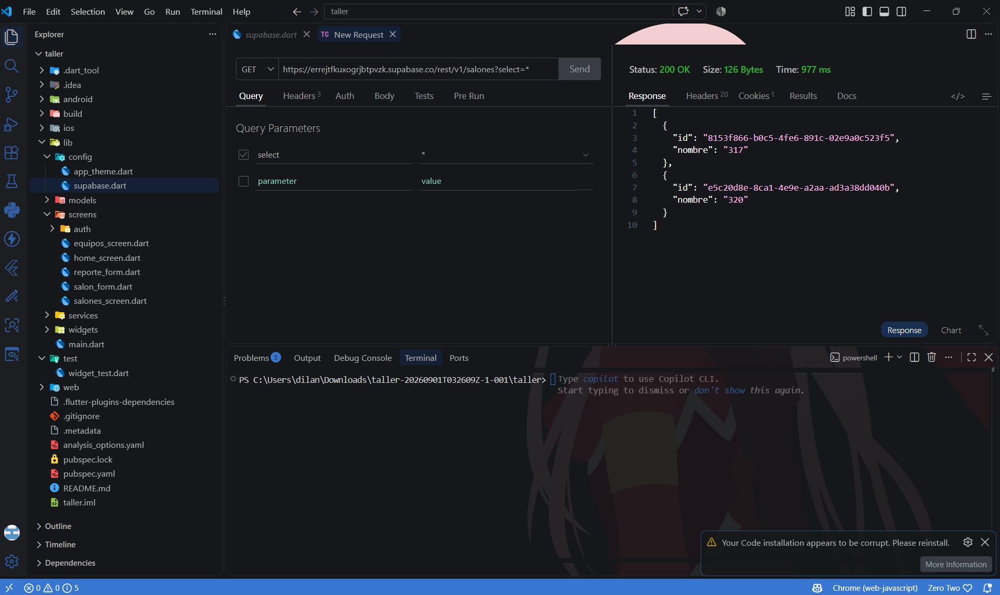 File Edit Selection View Go Run Terminal Help
taller
Explorer
taller
.dart_tool
.idea
android
build
ios
lib
config
app_theme.dart
supabase.dart
models
screens
auth
equipos_screen.dart
home_screen.dart
reporte_form.dart
salon_form.dart
salones_screen.dart
services
widgets
main.dart
test
widget_test.dart
web
.flutter-plugins-dependencies
.gitignore
.metadata
analysis_options.yaml
pubspec.lock
pubspec.yaml
README.md
taller.iml
Outline
Timeline
Dependencies
supabase.dart
TC New Request
GET https://errejtfkuxogrjbtpvzk.supabase.co/rest/v1/salones?select=* Send
Query Headers 3 Auth Body Tests Pre Run
Query Parameters
select *
parameter value
Status: 200 OK Size: 126 Bytes Time: 977 ms
Response Headers 20 Cookies 1 Results Docs </>
1 [
2 {
3 "id": "8153f866-b0c5-4fe6-891c-02e9a0c523f5",
4 "nombre": "317"
5 },
6 {
7 "id": "e5c20d8e-8ca1-4e9e-a2aa-ad3a38dd040b",
8 "nombre": "320"
9 }
10 ]
Response Chart
Problems 5 Output Debug Console Terminal Ports
powershell
PS C:\Users\dilan\Downloads\taller-20260901T032609Z-1-001\taller> Type copilot to use Copilot CLI.
Start typing to dismiss or don't show this again.
Your Code installation appears to be corrupt. Please reinstall.
More Information
0 0 5
Chrome (web-javascript) Zero Two